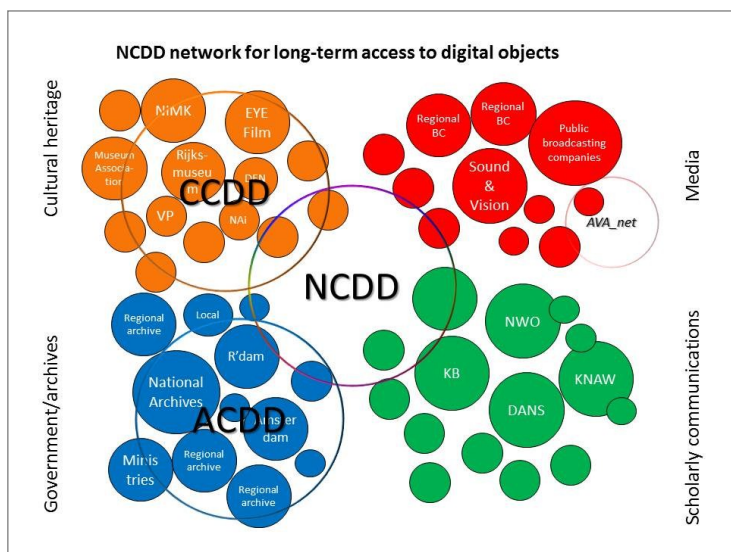 NCDD network for long-term access to digital objects
Cultural heritage
NiMK
EYE
Film
Museum
Associa-
tion
Rijks-
museu
m
DEN
CCDD
VP
NAi
Regional
BC
Regional
BC
Public
broadcasting
companies
Sound
&
Vision
AVA_net
Media
NCDD
Government/archives
Regional
archive
Local
R'dam
National
Archives
ACDD
Amster
dam
Minis
tries
Regional
archive
Regional
archive
NWO
KB
KNAW
DANS
Scholarly communications